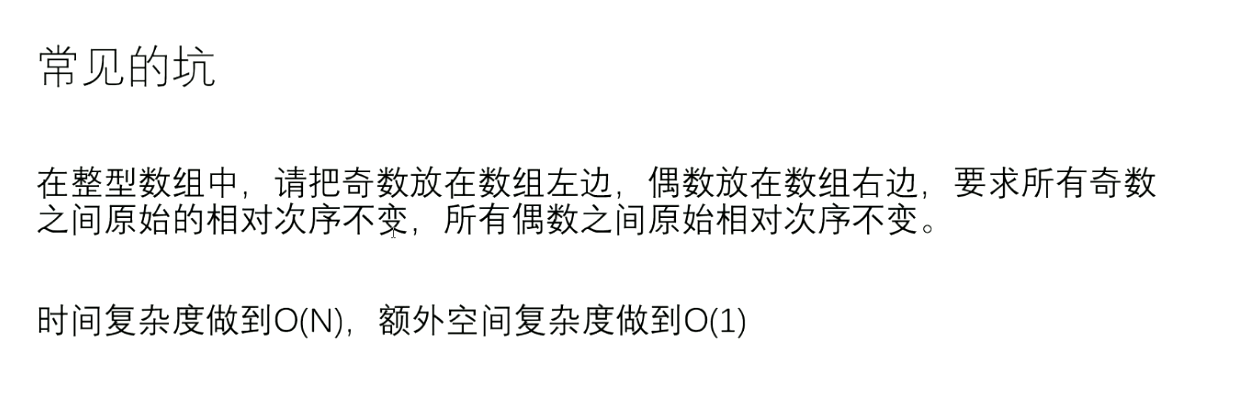 常见的坑
在整型数组中，请把奇数放在数组左边，偶数放在数组右边，要求所有奇数
之间原始的相对次序不变，所有偶数之间原始相对次序不变。
时间复杂度做到O(N)，额外空间复杂度做到O(1)